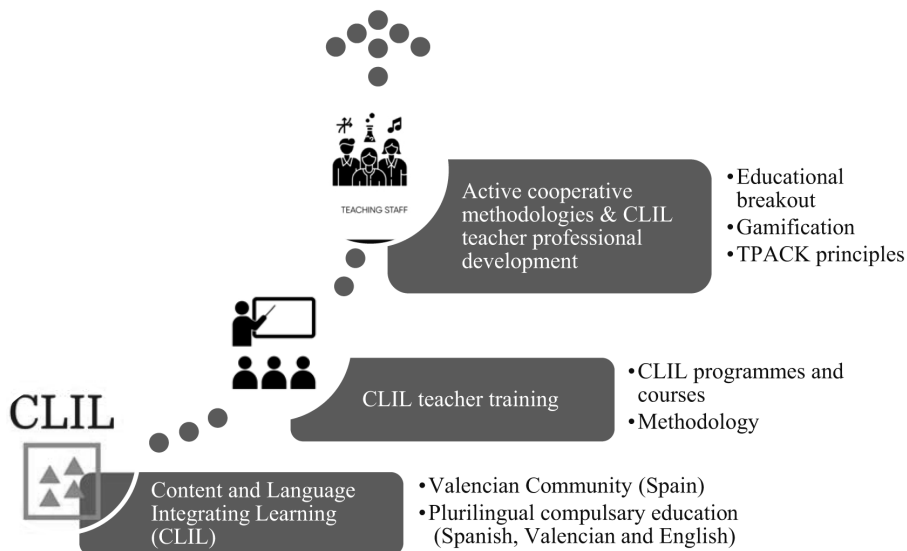 TEACHING STAFF
Active cooperative
methodologies & CLIL
teacher professional
development
•Educational
breakout
•Gamification
•TPACK principles
CLIL teacher training
•CLIL programmes and
courses
•Methodology
CLIL
Content and Language
Integrating Learning
(CLIL)
•Valencian Community (Spain)
•Plurilingual compulsary education
(Spanish, Valencian and English)